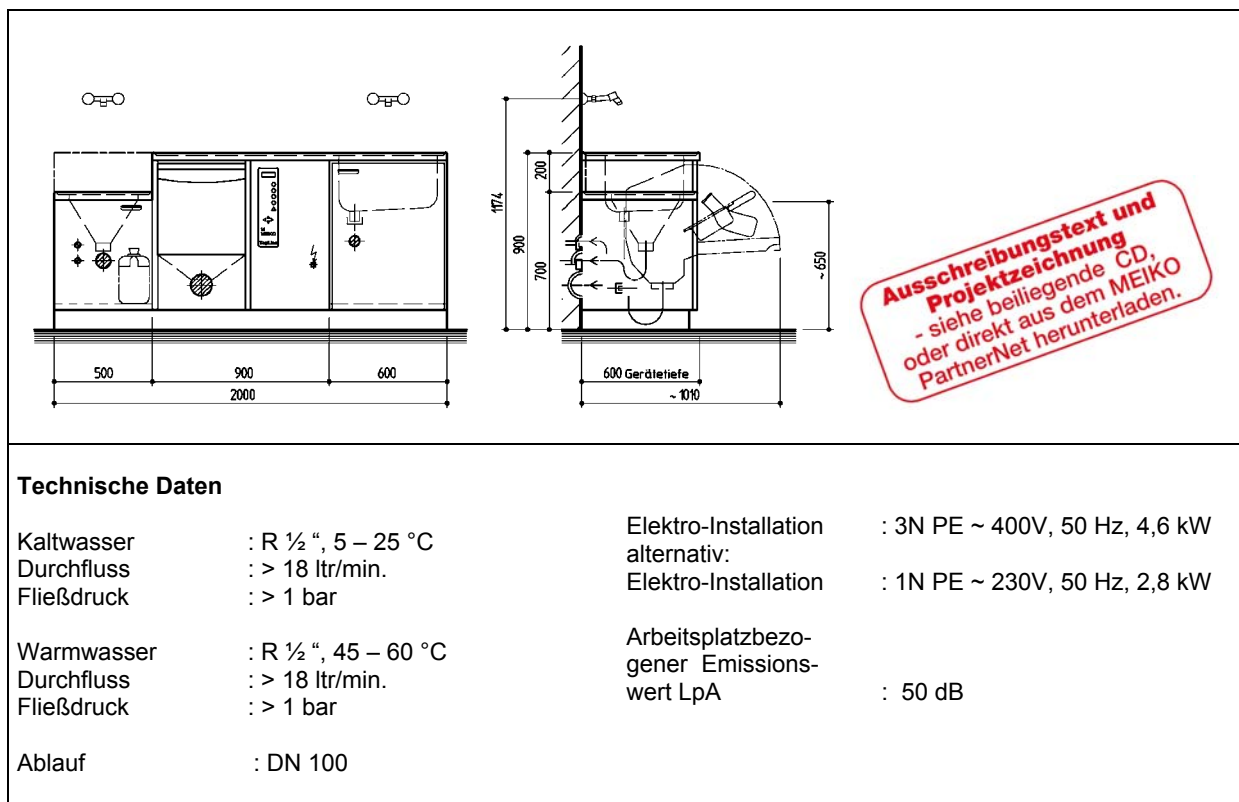 1174
900
200
700
~ 650
500
900
600
2000
600 Gerätetiefe
~ 1010
Ausschreibungstext und
Projektzeichnung
- siehe beiliegende CD,
oder direkt aus dem MEIKO
PartnerNet herunterladen.
Technische Daten
Kaltwasser : R ½ “, 5 – 25 °C
Durchfluss : > 18 ltr/min.
Fließdruck : > 1 bar
Warmwasser : R ½ “, 45 – 60 °C
Durchfluss : > 18 ltr/min.
Fließdruck : > 1 bar
Ablauf : DN 100
Elektro-Installation : 3N PE ~ 400V, 50 Hz, 4,6 kW
alternativ:
Elektro-Installation : 1N PE ~ 230V, 50 Hz, 2,8 kW
Arbeitsplatzbezo-
gener Emissions-
wert LpA : 50 dB